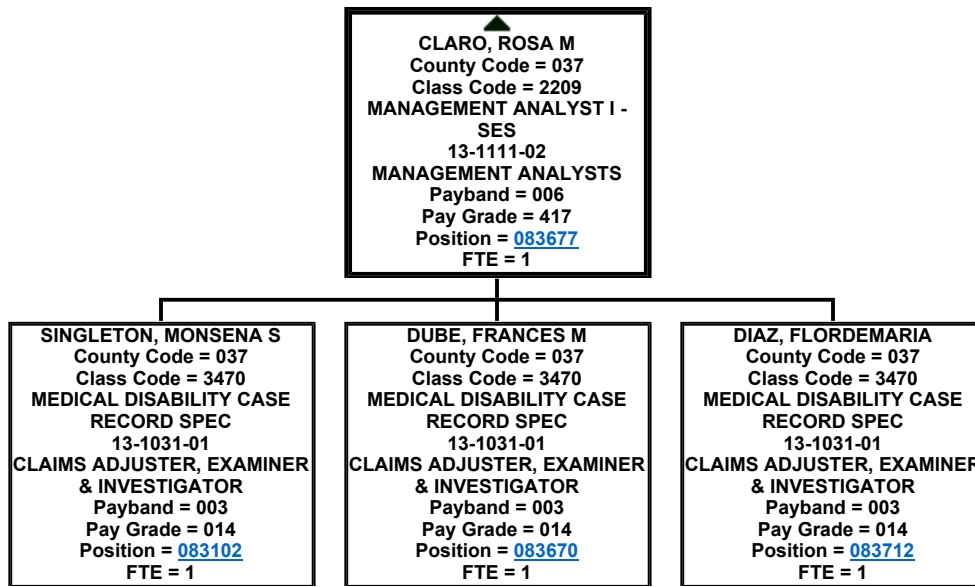 CLARO, ROSA M
County Code = 037
Class Code = 2209
MANAGEMENT ANALYST I -
SES
13-1111-02
MANAGEMENT ANALYSTS
Payband = 006
Pay Grade = 417
Position = 083677
FTE = 1
SINGLETON, MONSENA S
County Code = 037
Class Code = 3470
MEDICAL DISABILITY CASE
RECORD SPEC
13-1031-01
CLAIMS ADJUSTER, EXAMINER
& INVESTIGATOR
Payband = 003
Pay Grade = 014
Position = 083102
FTE = 1
DUBE, FRANCES M
County Code = 037
Class Code = 3470
MEDICAL DISABILITY CASE
RECORD SPEC
13-1031-01
CLAIMS ADJUSTER, EXAMINER
& INVESTIGATOR
Payband = 003
Pay Grade = 014
Position = 083670
FTE = 1
DIAZ, FLORDEMARIA
County Code = 037
Class Code = 3470
MEDICAL DISABILITY CASE
RECORD SPEC
13-1031-01
CLAIMS ADJUSTER, EXAMINER
& INVESTIGATOR
Payband = 003
Pay Grade = 014
Position = 083712
FTE = 1